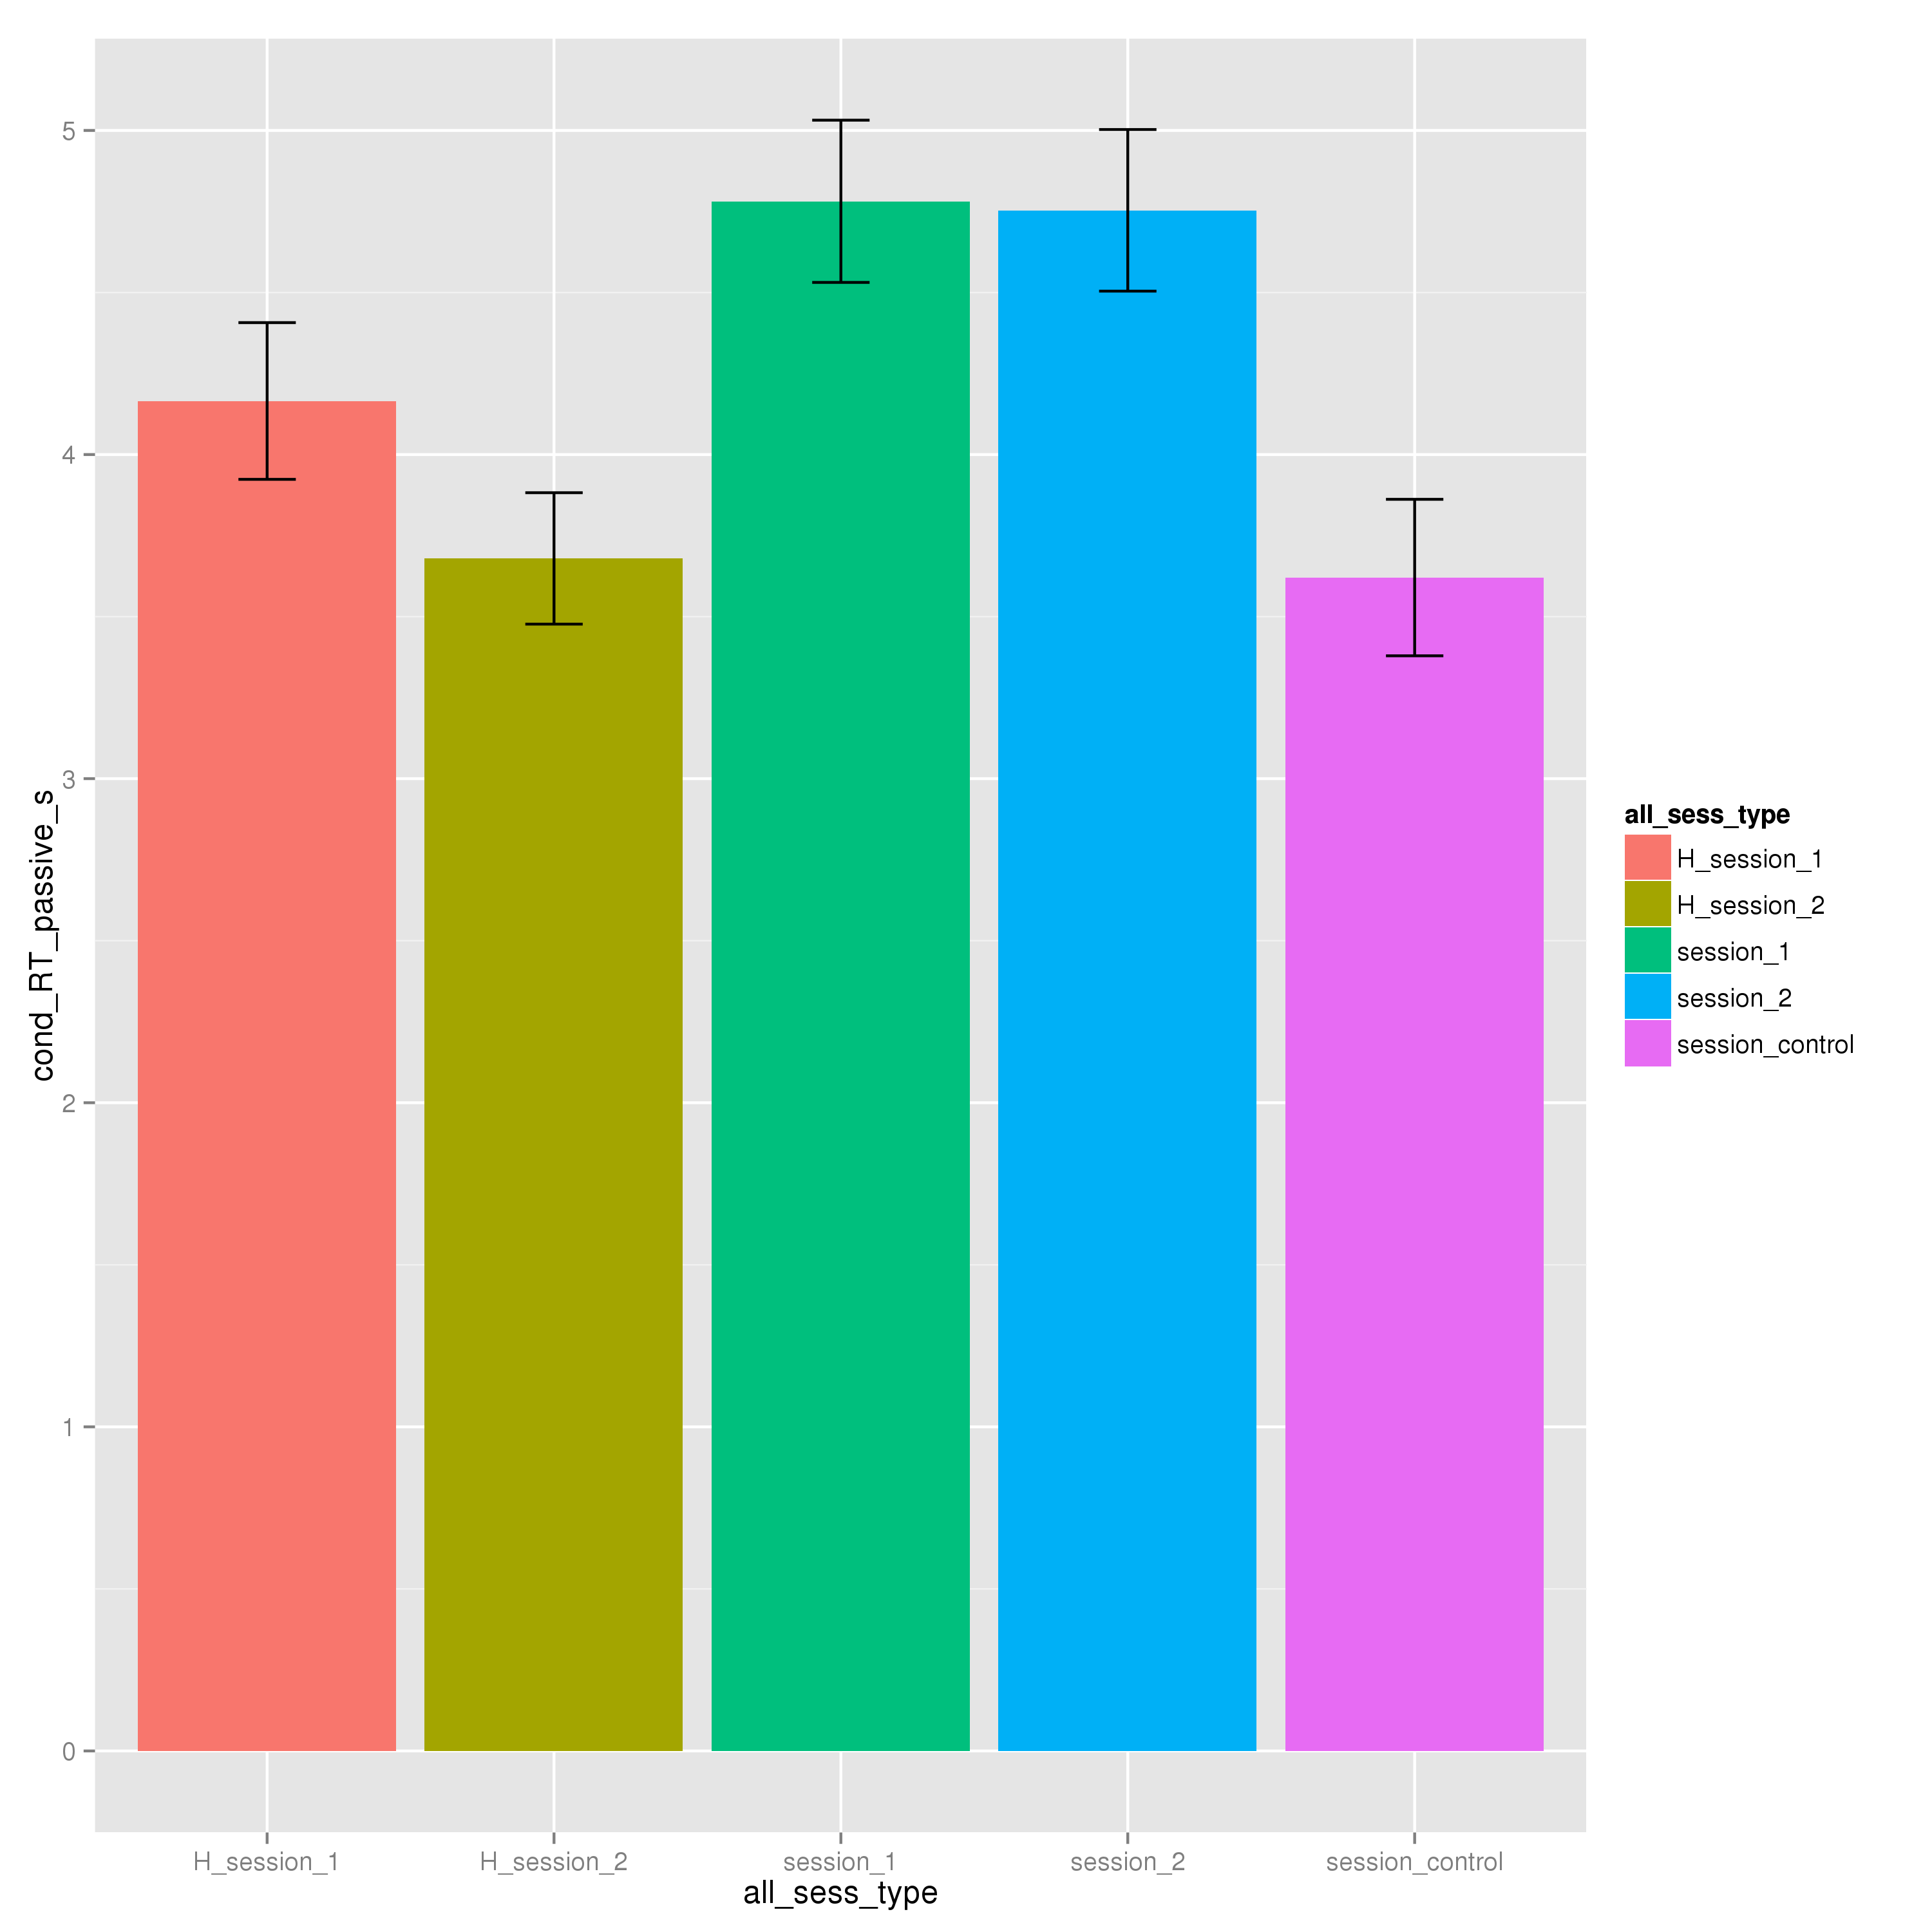 cond_RT_passive_s
5
4
3
2
1
0
H_session_1 H_session_2 session_1 session_2 session_control
all_sess_type
all_sess_type
H_session_1
H_session_2
session_1
session_2
session_control